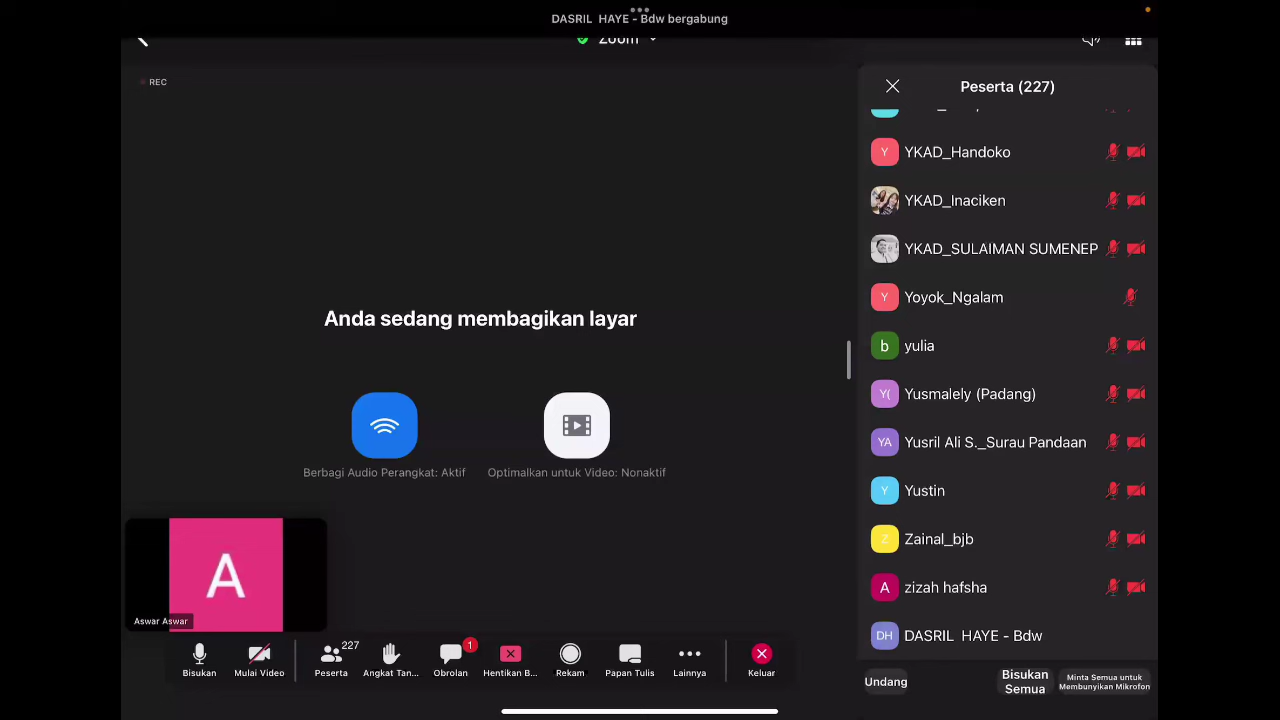 DASRIL  HAYE - Bdw bergabung
Zoom
REC
Peserta (227)
Y YKAD_Handoko
YKAD_Inaciken
YKAD_SULAIMAN SUMENEP
Y Yoyok_Ngalam
b yulia
Y( Yusmalely (Padang)
YA Yusril Ali S._Surau Pandaan
Y Yustin
Z Zainal_bjb
A zizah hafsha
DH DASRIL  HAYE - Bdw
Anda sedang membagikan layar
Berbagi Audio Perangkat: Aktif
Optimalkan untuk Video: Nonaktif
A
Aswar Aswar
227
1
Bisukan
Mulai Video
Peserta
Angkat Tan...
Obrolan
Hentikan B...
Rekam
Papan Tulis
Lainnya
Keluar
Undang
Bisukan
Semua
Minta Semua untuk
Membunyikan Mikrofon